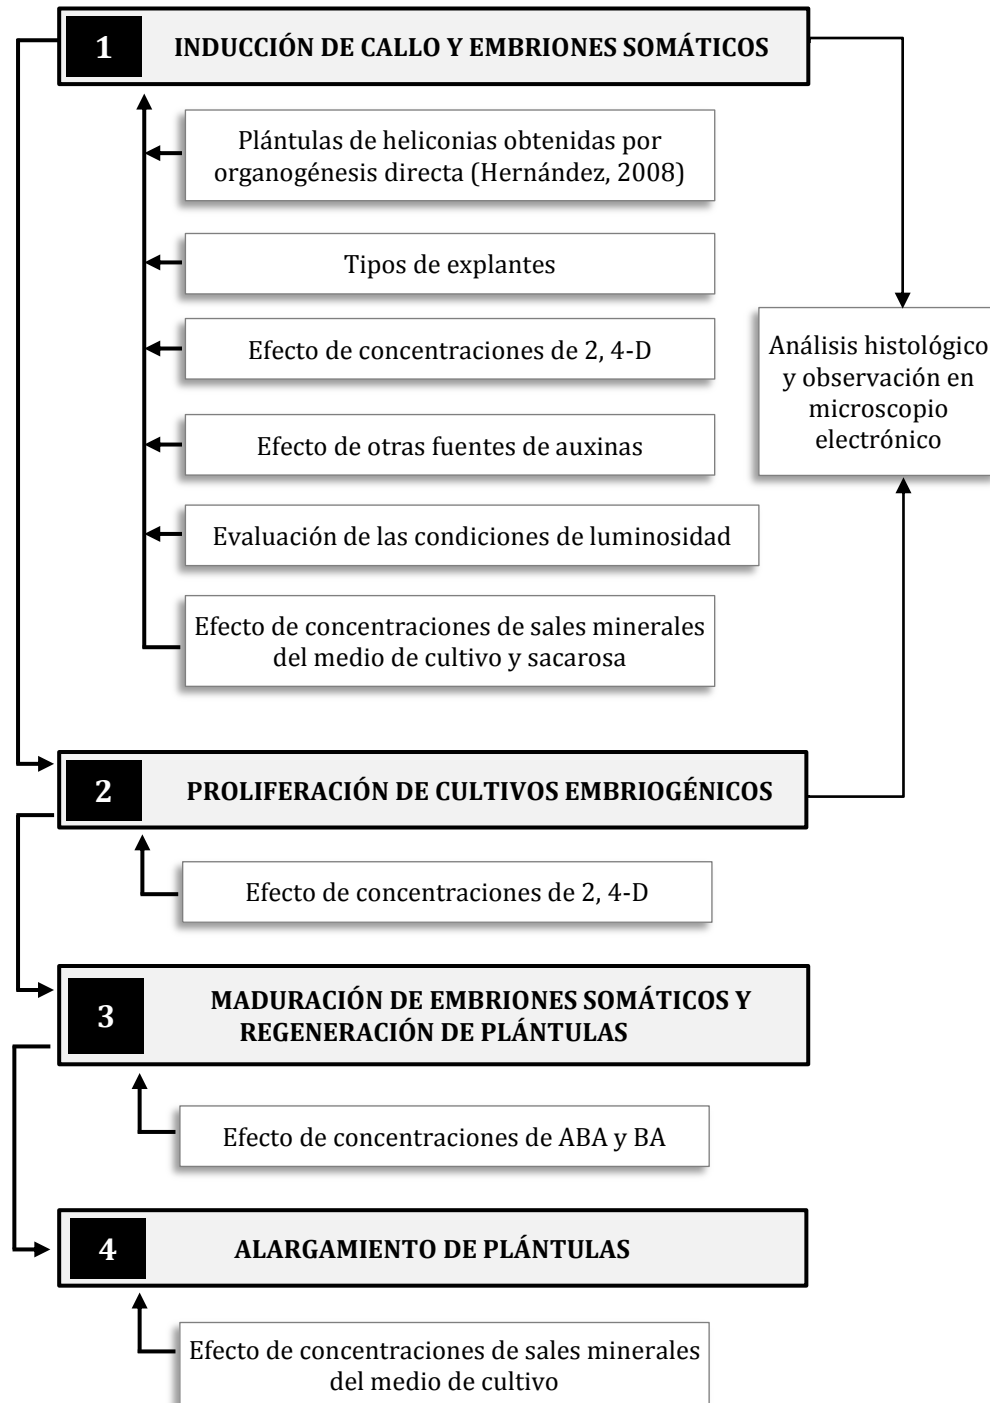 1 INDUCCIÓN DE CALLO Y EMBRIONES SOMÁTICOS
Plántulas de heliconias obtenidas por
organogénesis directa (Hernández, 2008)
Tipos de explantes
Efecto de concentraciones de 2, 4-D
Efecto de otras fuentes de auxinas
Evaluación de las condiciones de luminosidad
Efecto de concentraciones de sales minerales
del medio de cultivo y sacarosa
Análisis histológico
y observación en
microscopio
electrónico
2 PROLIFERACIÓN DE CULTIVOS EMBRIOGÉNICOS
Efecto de concentraciones de 2, 4-D
3 MADURACIÓN DE EMBRIONES SOMÁTICOS Y
REGENERACIÓN DE PLÁNTULAS
Efecto de concentraciones de ABA y BA
4 ALARGAMIENTO DE PLÁNTULAS
Efecto de concentraciones de sales minerales
del medio de cultivo